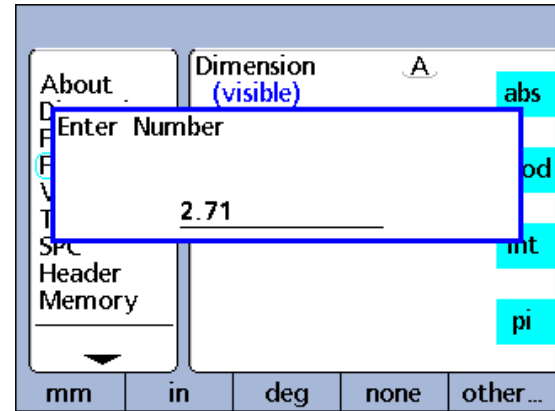 Dimension A
About
(visible)
abs
Enter Number
od
2.71
SPC
int
Header
Memory
pi
mm in deg none other...